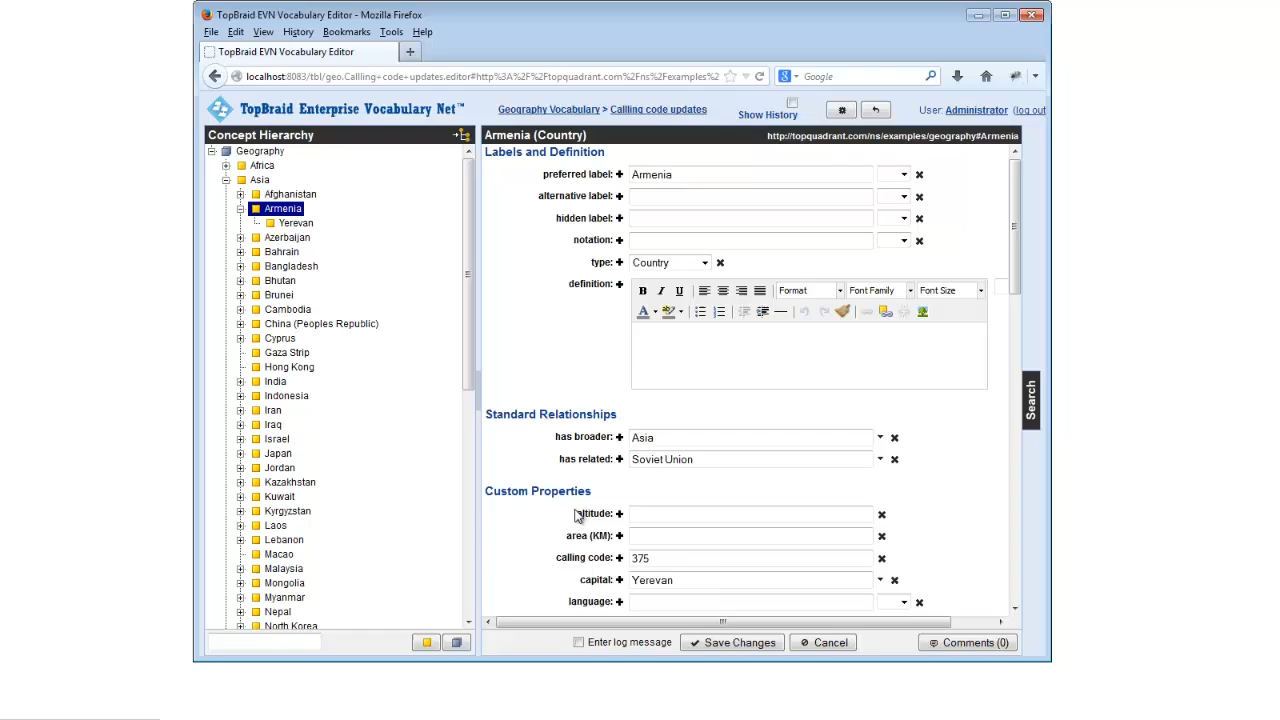 TopBraid EVN Vocabulary Editor - Mozilla Firefox
File Edit View History Bookmarks Tools Help
TopBraid EVN Vocabulary Editor +
localhost:8083/tbl/geo.Callling+code+updates.editor#http%3A%2F%2Ftopquadrant.com%2Fns%2Fexamples%2 Google
TopBraid Enterprise Vocabulary Net™ Geography Vocabulary > Callling code updates Show History User: Administrator (log out
Concept Hierarchy
Geography
Africa
Asia
Afghanistan
Armenia
Yerevan
Azerbaijan
Bahrain
Bangladesh
Bhutan
Brunei
Cambodia
China (Peoples Republic)
Cyprus
Gaza Strip
Hong Kong
India
Indonesia
Iran
Iraq
Israel
Japan
Jordan
Kazakhstan
Kuwait
Kyrgyzstan
Laos
Lebanon
Macao
Malaysia
Mongolia
Myanmar
Nepal
North Korea
Armenia (Country) http://topquadrant.com/ns/examples/geography#Armenia
Labels and Definition
preferred label: Armenia
alternative label:
hidden label:
notation:
type: Country
definition:
B I U Format Font Family Font Size
A ab
Standard Relationships
has broader: Asia
has related: Soviet Union
Custom Properties
altitude:
area (KM):
calling code: 375
capital: Yerevan
language:
Enter log message Save Changes Cancel Comments (0)
Search